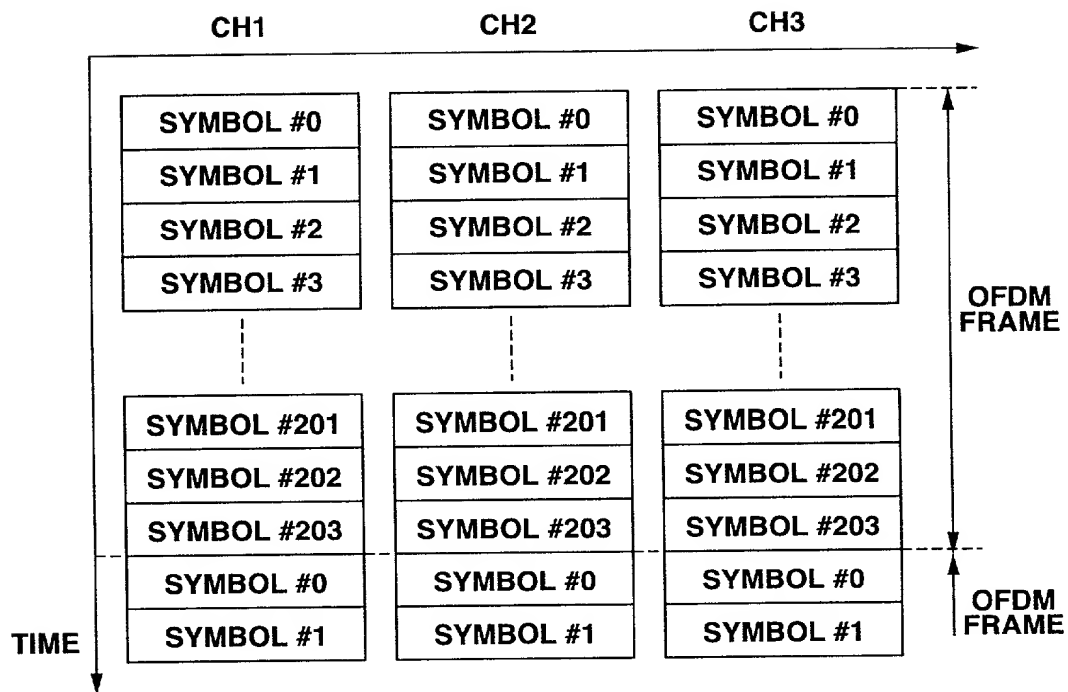 CH1 CH2 CH3
SYMBOL #0 SYMBOL #0 SYMBOL #0
SYMBOL #1 SYMBOL #1 SYMBOL #1
SYMBOL #2 SYMBOL #2 SYMBOL #2
SYMBOL #3 SYMBOL #3 SYMBOL #3
OFDM
FRAME
SYMBOL #201 SYMBOL #201 SYMBOL #201
SYMBOL #202 SYMBOL #202 SYMBOL #202
SYMBOL #203 SYMBOL #203 SYMBOL #203
SYMBOL #0 SYMBOL #0 SYMBOL #0
SYMBOL #1 SYMBOL #1 SYMBOL #1
OFDM
FRAME
TIME